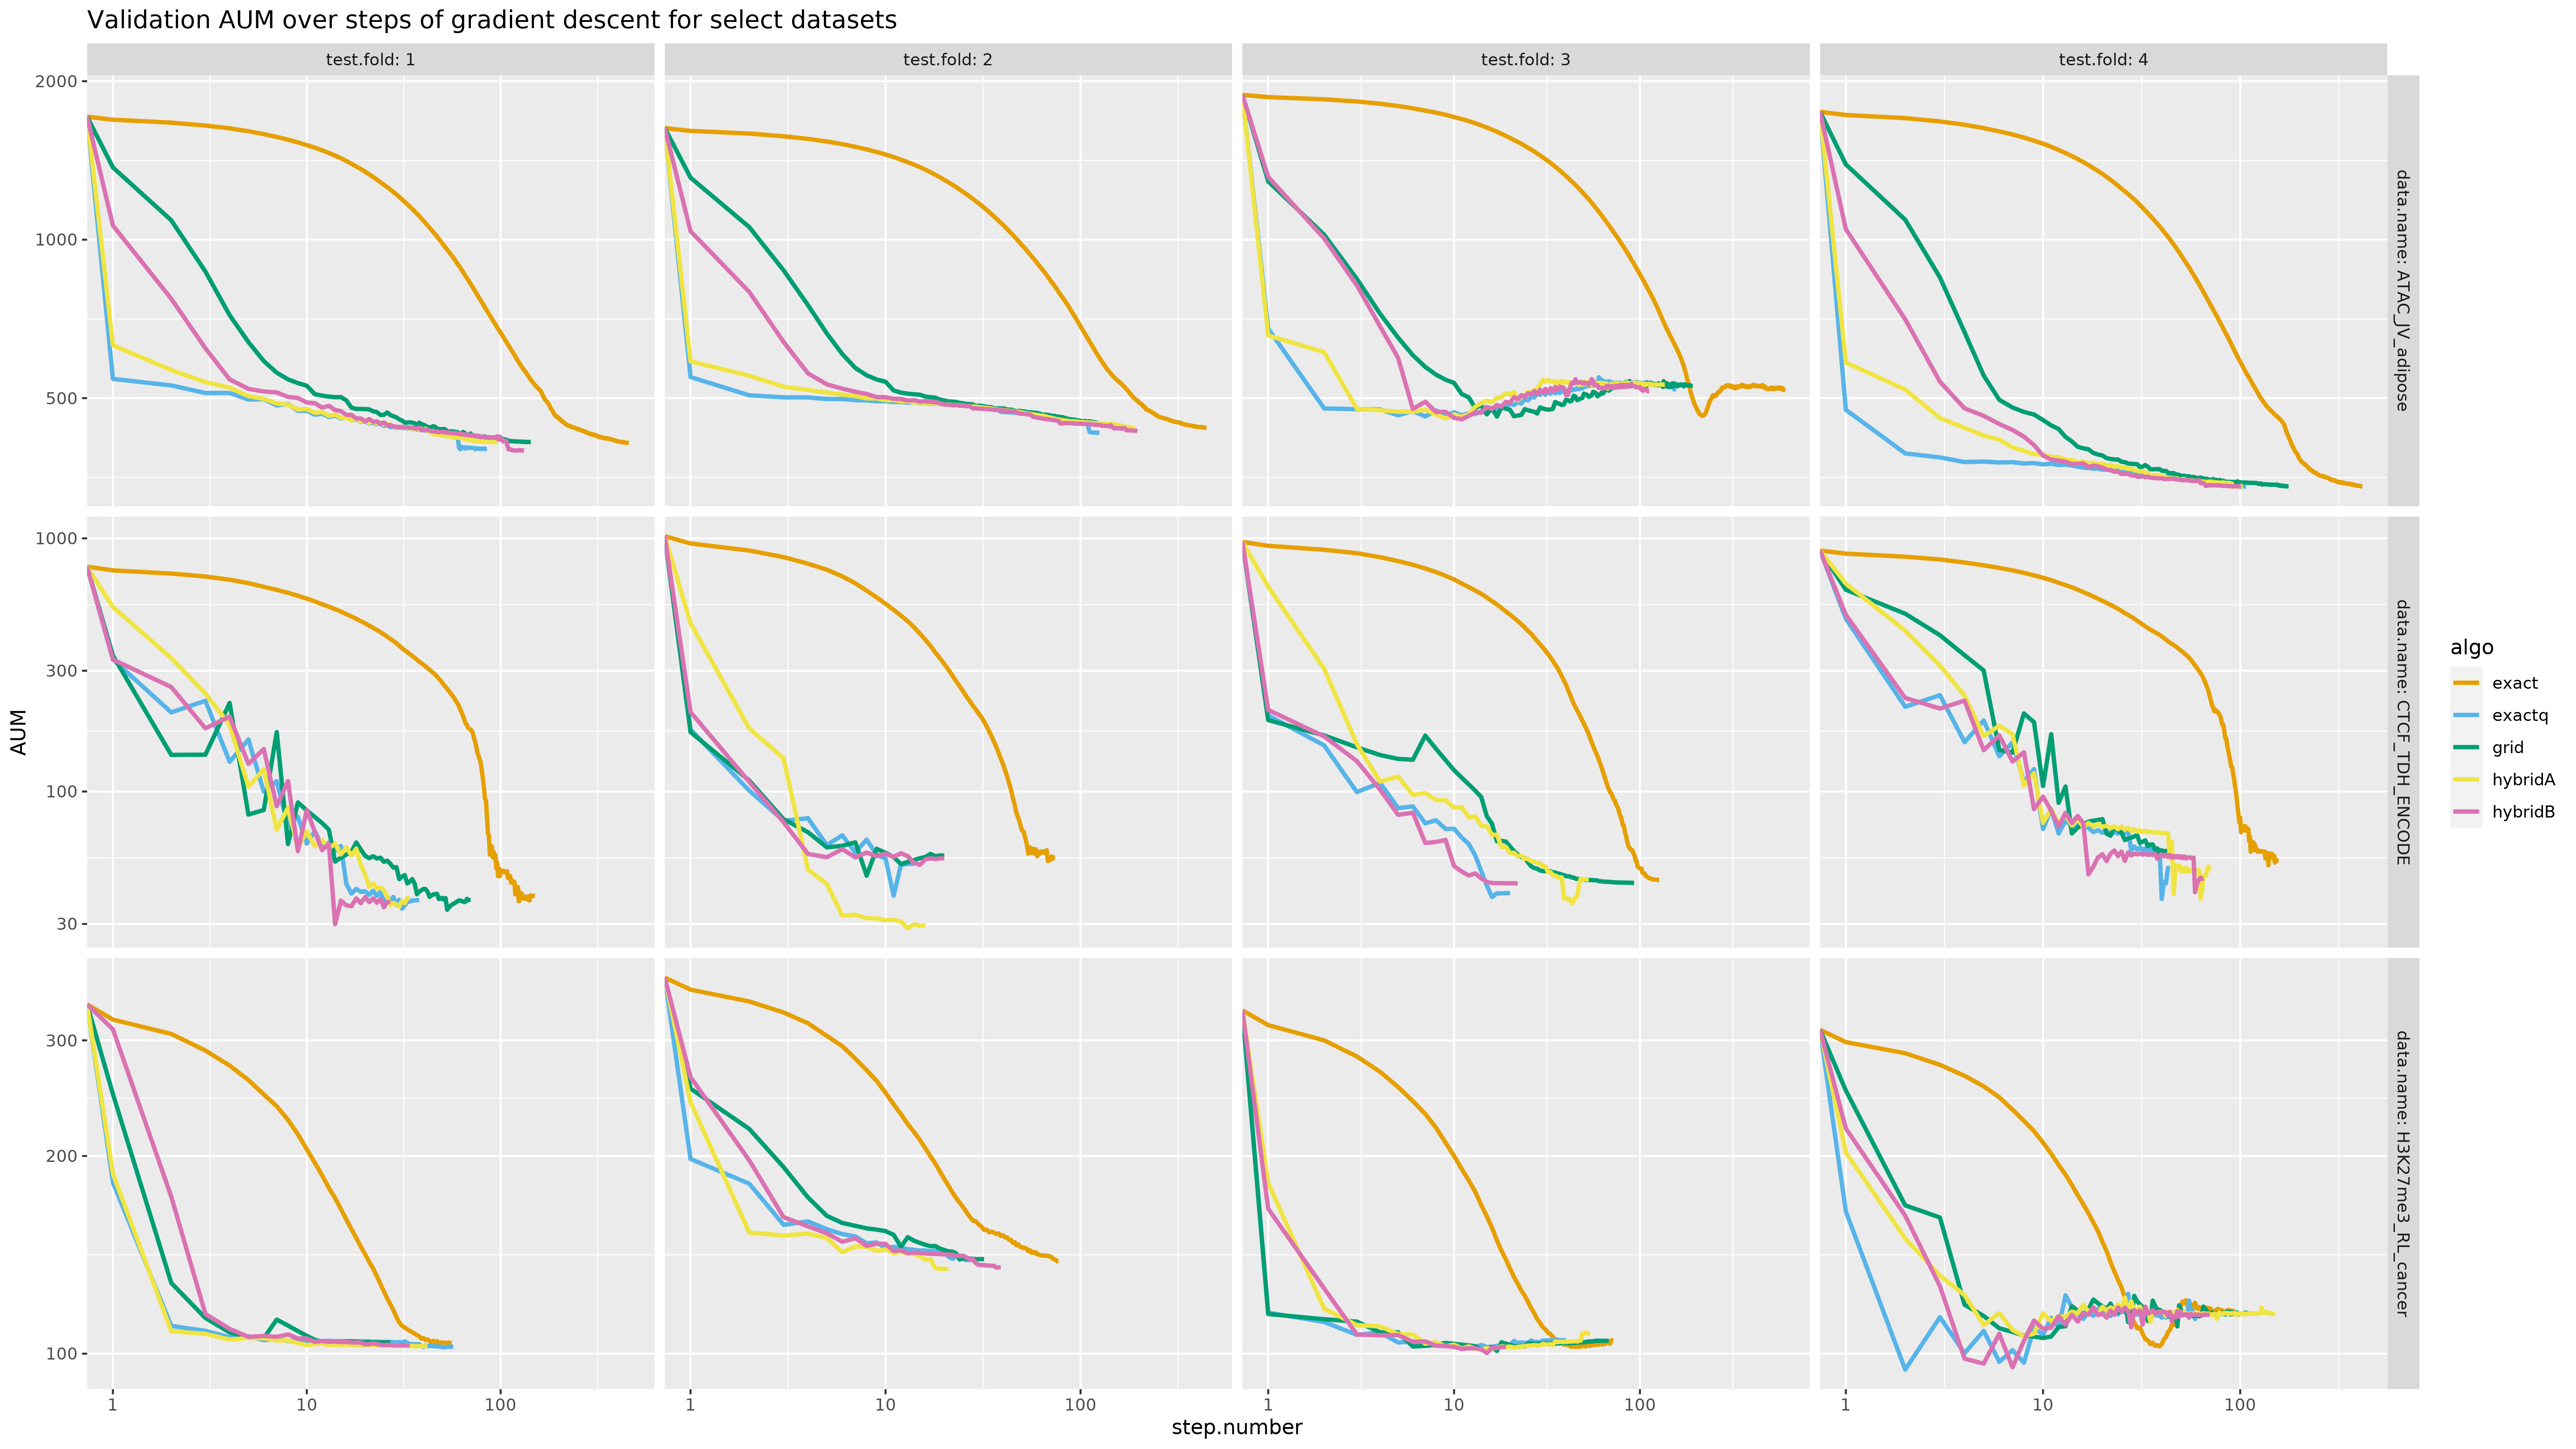 Validation AUM over steps of gradient descent for select datasets
test.fold: 1
test.fold: 2
test.fold: 3
test.fold: 4
2000
1000
500
data.name: ATAC_JV_adipose
1000
300
100
30
data.name: CTCF_TDH_ENCODE
300
200
100
data.name: H3K27me3_RL_cancer
AUM
1
10
100
1
10
100
1
10
100
1
10
100
step.number
algo
exact
exactq
grid
hybridA
hybridB